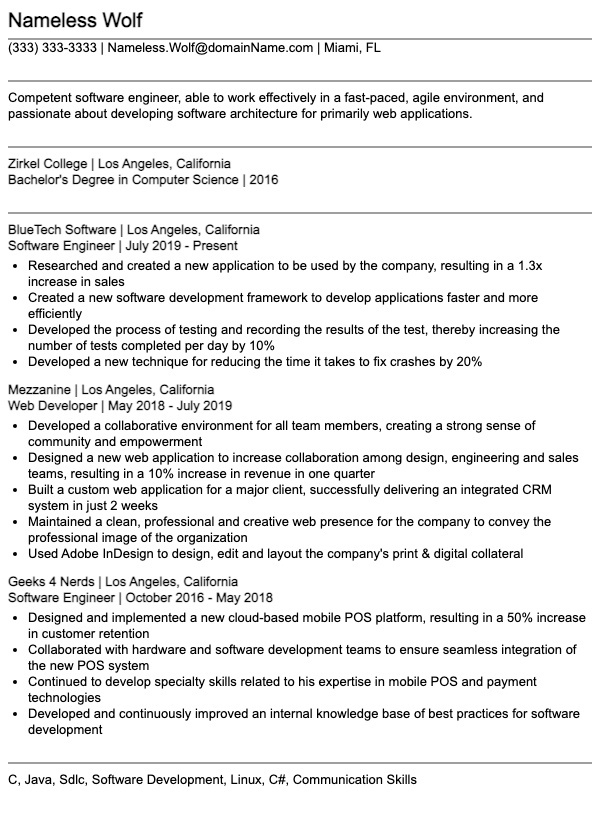 Nameless Wolf
(333) 333-3333 | Nameless.Wolf@domainName.com | Miami, FL
Competent software engineer, able to work effectively in a fast-paced, agile environment, and
passionate about developing software architecture for primarily web applications.
Zirkel College | Los Angeles, California
Bachelor's Degree in Computer Science | 2016
BlueTech Software | Los Angeles, California
Software Engineer | July 2019 - Present
• Researched and created a new application to be used by the company, resulting in a 1.3x
increase in sales
• Created a new software development framework to develop applications faster and more
efficiently
• Developed the process of testing and recording the results of the test, thereby increasing the
number of tests completed per day by 10%
• Developed a new technique for reducing the time it takes to fix crashes by 20%
Mezzanine | Los Angeles, California
Web Developer | May 2018 - July 2019
• Developed a collaborative environment for all team members, creating a strong sense of
community and empowerment
• Designed a new web application to increase collaboration among design, engineering and sales
teams, resulting in a 10% increase in revenue in one quarter
• Built a custom web application for a major client, successfully delivering an integrated CRM
system in just 2 weeks
• Maintained a clean, professional and creative web presence for the company to convey the
professional image of the organization
• Used Adobe InDesign to design, edit and layout the company's print & digital collateral
Geeks 4 Nerds | Los Angeles, California
Software Engineer | October 2016 - May 2018
• Designed and implemented a new cloud-based mobile POS platform, resulting in a 50% increase
in customer retention
• Collaborated with hardware and software development teams to ensure seamless integration of
the new POS system
• Continued to develop specialty skills related to his expertise in mobile POS and payment
technologies
• Developed and continuously improved an internal knowledge base of best practices for software
development
C, Java, Sdlc, Software Development, Linux, C#, Communication Skills